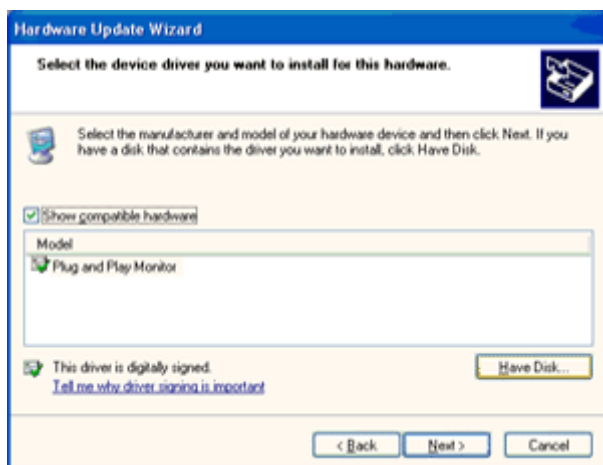 Hardware Update Wizard
Select the device driver you want to install for this hardware.
Select the manufacturer and model of your hardware device and then click Next. If you
have a disk that contains the driver you want to install, click Have Disk.
Show compatible hardware
Model
Plug and Play Monitor
This driver is digitally signed.
Have Disk...
Tell me why driver signing is important
< Back
Next >
Cancel